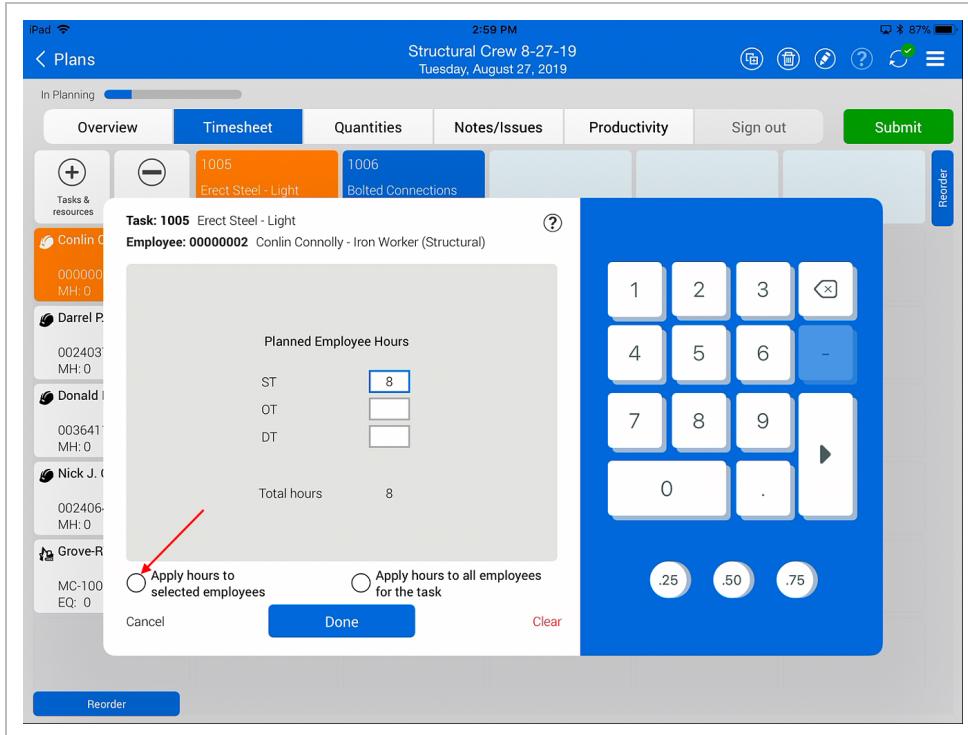 iPad 2:59 PM 87%
Plans
Structural Crew 8-27-19
Tuesday, August 27, 2019
?
In Planning
Overview Timesheet Quantities Notes/Issues Productivity Sign out Submit
Tasks &
resources
1005
Erect Steel - Light
1006
Bolted Connections
Reorder
Conlin C
000000
MH: 0
Darrel P.
002403
MH: 0
Donald
003641
MH: 0
Nick J.
002406
MH: 0
Grove-R
MC-100
EQ: 0
Reorder
Task: 1005 Erect Steel - Light
?
Employee: 00000002 Conlin Connolly - Iron Worker (Structural)
Planned Employee Hours
ST 8
OT
DT
Total hours 8
Apply hours to
selected employees
Apply hours to all employees
for the task
Cancel Done Clear
1 2 3
4 5 6 -
7 8 9
0 .
.25 .50 .75